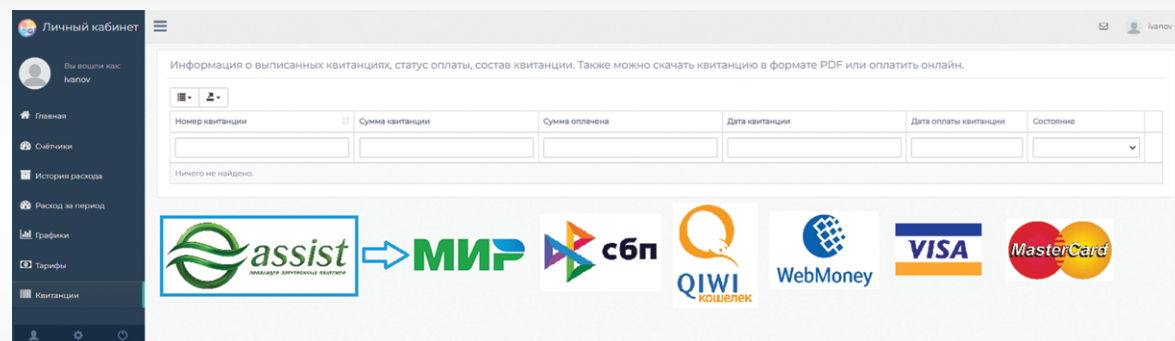 Личный кабинет
ivanov
Вы вошли как:
ivanov
Информация о выписанных квитанциях, статус оплаты, состав квитанции. Также можно скачать квитанцию в формате PDF или оплатить онлайн.
Главная
Номер квитанции
Сумма квитанции
Сумма оплачена
Дата квитанции
Дата оплаты квитанции
Состояние
Счётчики
История расхода
Ничего не найдено.
Расход за период
Графики
Тарифы
Квитанции
assist
МИР
сбп
QIWI
КОШЕЛЕК
WebMoney
VISA
MasterCard